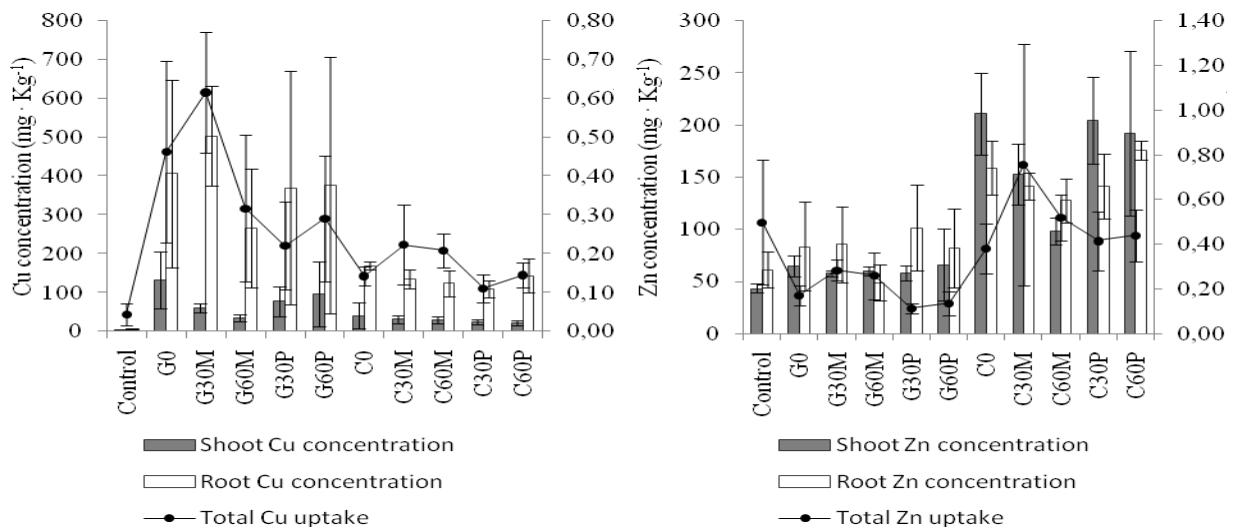 Cu concentration (mg · Kg-1)
800
700
600
500
400
300
200
100
0
0,80
0,70
0,60
0,50
0,40
0,30
0,20
0,10
0,00
Control
G0
G30M
G60M
G30P
G60P
C0
C30M
C60M
C30P
C60P
Shoot Cu concentration
Root Cu concentration
Total Cu uptake
Zn concentration (mg · Kg-1)
300
250
200
150
100
50
0
1,40
1,20
1,00
0,80
0,60
0,40
0,20
0,00
Control
G0
G30M
G60M
G30P
G60P
C0
C30M
C60M
C30P
C60P
Shoot Zn concentration
Root Zn concentration
Total Zn uptake